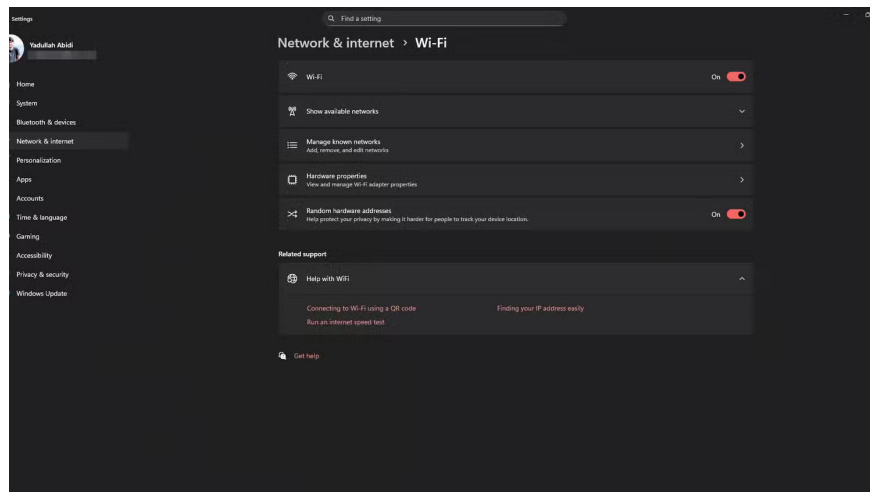 Settings
Find a setting
Yadullah Abidi
Network & internet > Wi-Fi
Home
System
Bluetooth & devices
Network & internet
Personalization
Apps
Accounts
Time & language
Gaming
Accessibility
Privacy & security
Windows Update
Wi-Fi
On
Show available networks
Manage known networks
Add, remove, and edit networks
Hardware properties
View and manage Wi-Fi adapter properties
Random hardware addresses
Help protect your privacy by making it harder for people to track your device location.
On
Related support
Help with WiFi
Connecting to Wi-Fi using a QR code
Finding your IP address easily
Run an internet speed test
Get help